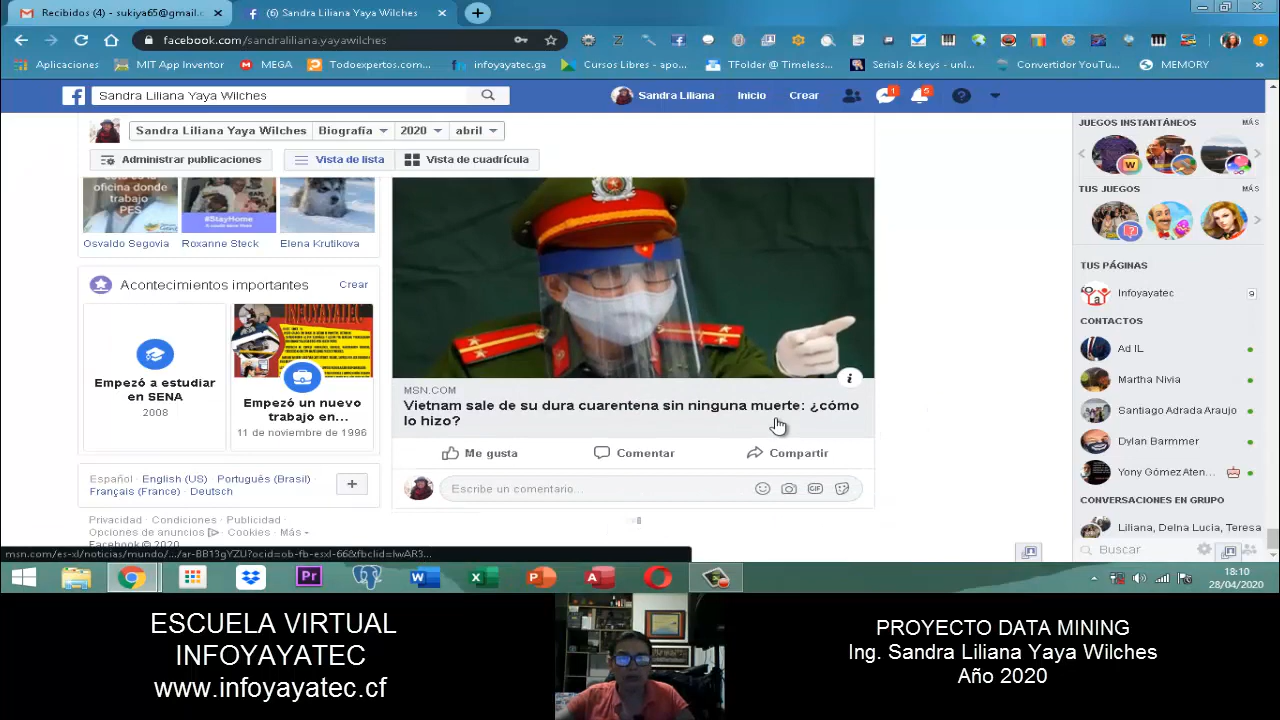 Recibidos (4) - sukiya65@gmail.c
(6) Sandra Liliana Yaya Wilches
facebook.com/sandraliliana.yayawilches
Aplicaciones
MIT App Inventor
MEGA
Todoexpertos.com...
infoyayatec.ga
Cursos Libres - apo...
TFolder @ Timeless...
Serials & keys - unl...
Convertidor YouTu...
MEMORY
»
Sandra Liliana Yaya Wilches
Sandra Liliana
Inicio
Crear
1
5
Sandra Liliana Yaya Wilches
Biografía
2020
abril
Administrar publicaciones
Vista de lista
Vista de cuadrícula
oficina donde
trabajo
PES
#StayHome
Osvaldo Segovia
Roxanne Steck
Elena Krutikova
Acontecimientos importantes
Crear
INFOYAYATEC
Empezó a estudiar
en SENA
2008
Empezó un nuevo
trabajo en...
11 de noviembre de 1996
Español · English (US) · Português (Brasil) ·
Français (France) · Deutsch
Privacidad · Condiciones · Publicidad ·
Opciones de anuncios · Cookies · Más
Facebook © 2020
MSN.COM
Vietnam sale de su dura cuarentena sin ninguna muerte: ¿cómo
lo hizo?
Me gusta
Comentar
Compartir
Escribe un comentario...
GIF
JUEGOS INSTANTÁNEOS
MÁS
TUS JUEGOS
MÁS
TUS PÁGINAS
Infoyayatec
9
CONTACTOS
Ad IL
Martha Nivia
Santiago Adrada Araujo
Dylan Barmmer
Yony Gómez Aten...
CONVERSACIONES EN GRUPO
Liliana, Delna Lucia, Teresa
Buscar
msn.com/es-xl/noticias/mundo/.../ar-BB13gYZU?ocid=ob-fb-esxl-66&fbclid=IwAR3...
Pr
18:10
28/04/2020
ESCUELA VIRTUAL
INFOYAYATEC
www.infoyayatec.cf
PROYECTO DATA MINING
Ing. Sandra Liliana Yaya Wilches
Año 2020